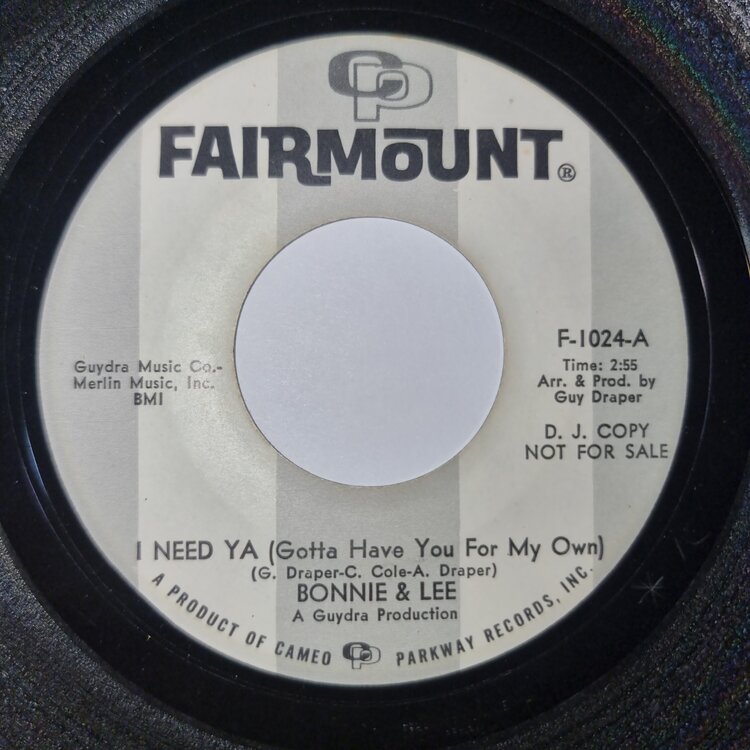 CP
FAIRMOUNT®
F-1024-A
Guydra Music Co.-
Merlin Music, Inc.
BMI
Time: 2:55
Arr. & Prod. by
Guy Draper
D. J. COPY
NOT FOR SALE
I NEED YA (Gotta Have You For My Own)
(G. Draper-C. Cole-A. Draper)
BONNIE & LEE
A Guydra Production
A PRODUCT OF CAMEO CP PARKWAY RECORDS, INC.